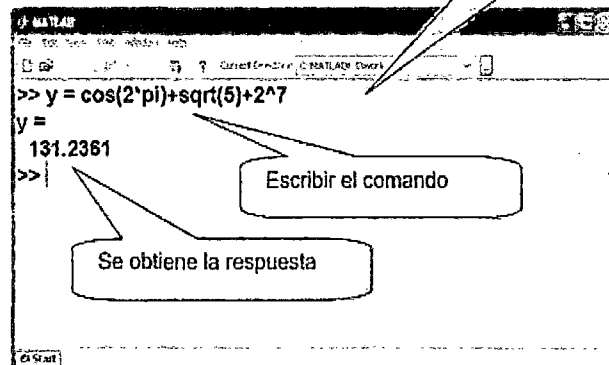 MATLAB
>> y = cos(2*pi)+sqrt(5)+2^7
y =
131.2361
>>
Escribir el comando
Se obtiene la respuesta
Start